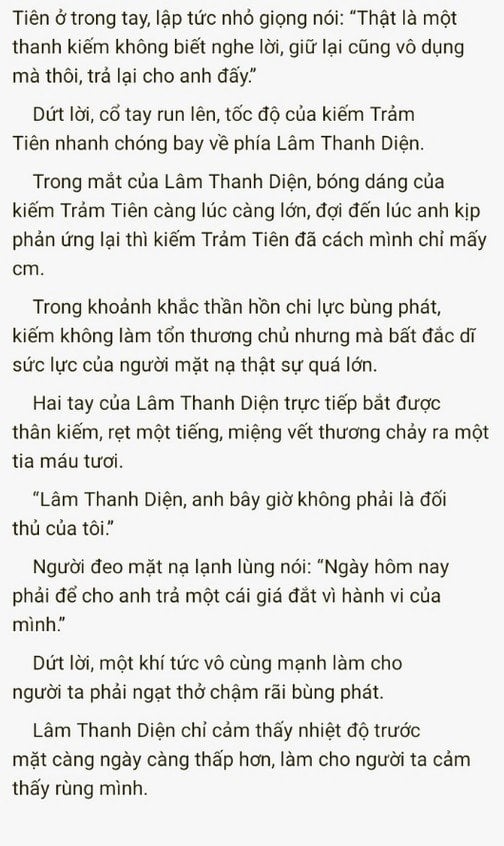 Tiên ở trong tay, lập tức nhỏ giọng nói: “Thật là một
thanh kiếm không biết nghe lời, giữ lại cũng vô dụng
mà thôi, trả lại cho anh đấy.”
Dứt lời, cổ tay run lên, tốc độ của kiếm Trảm
Tiên nhanh chóng bay về phía Lâm Thanh Diện.
Trong mắt của Lâm Thanh Diện, bóng dáng của
kiếm Trảm Tiên càng lúc càng lớn, đợi đến lúc anh kịp
phản ứng lại thì kiếm Trảm Tiên đã cách mình chỉ mấy
cm.
Trong khoảnh khắc thần hồn chi lực bùng phát,
kiếm không làm tổn thương chủ nhưng mà bất đắc dĩ
sức lực của người mặt nạ thật sự quá lớn.
Hai tay của Lâm Thanh Diện trực tiếp bắt được
thân kiếm, rẹt một tiếng, miệng vết thương chảy ra một
tia máu tươi.
“Lâm Thanh Diện, anh bây giờ không phải là đối
thủ của tôi.”
Người đeo mặt nạ lạnh lùng nói: “Ngày hôm nay
phải để cho anh trả một cái giá đắt vì hành vi của
mình.”
Dứt lời, một khí tức vô cùng mạnh làm cho
người ta phải ngạt thở chậm rãi bùng phát.
Lâm Thanh Diện chỉ cảm thấy nhiệt độ trước
mặt càng ngày càng thấp hơn, làm cho người ta cảm
thấy rùng mình.